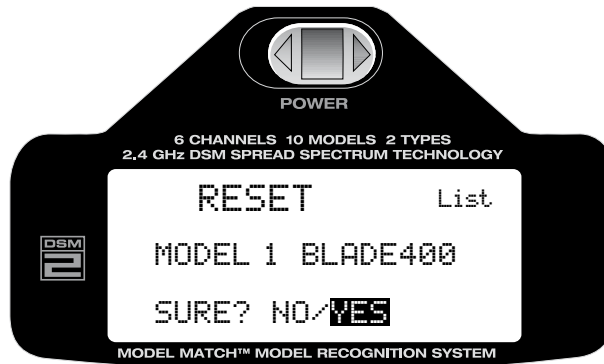 POWER
6 CHANNELS 10 MODELS 2 TYPES
2.4 GHz DSM SPREAD SPECTRUM TECHNOLOGY
RESET List
MODEL 1 BLADE400
SURE? NO/YES
DSM
2
MODEL MATCH™ MODEL RECOGNITION SYSTEM